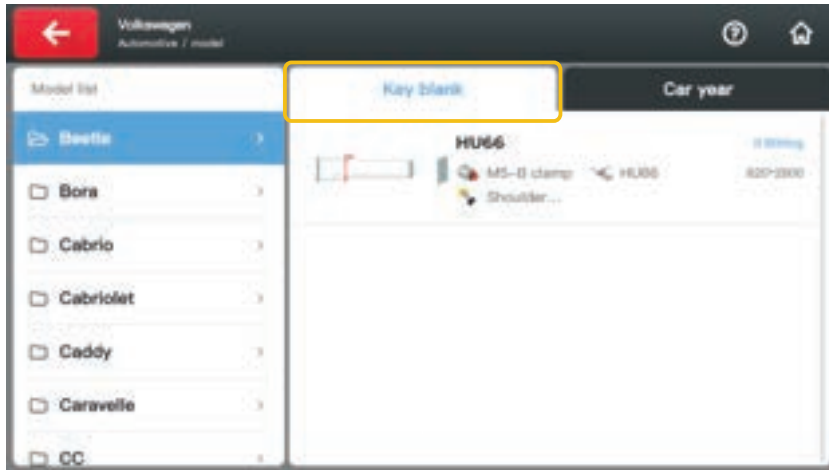 Volkswagen
Automotive / model
Model list
Key blank
Car year
Beetle
HU66
M5-B clamp
HU66
Shoulder...
Bora
Cabrio
Cabriolet
Caddy
Caravelle
CC